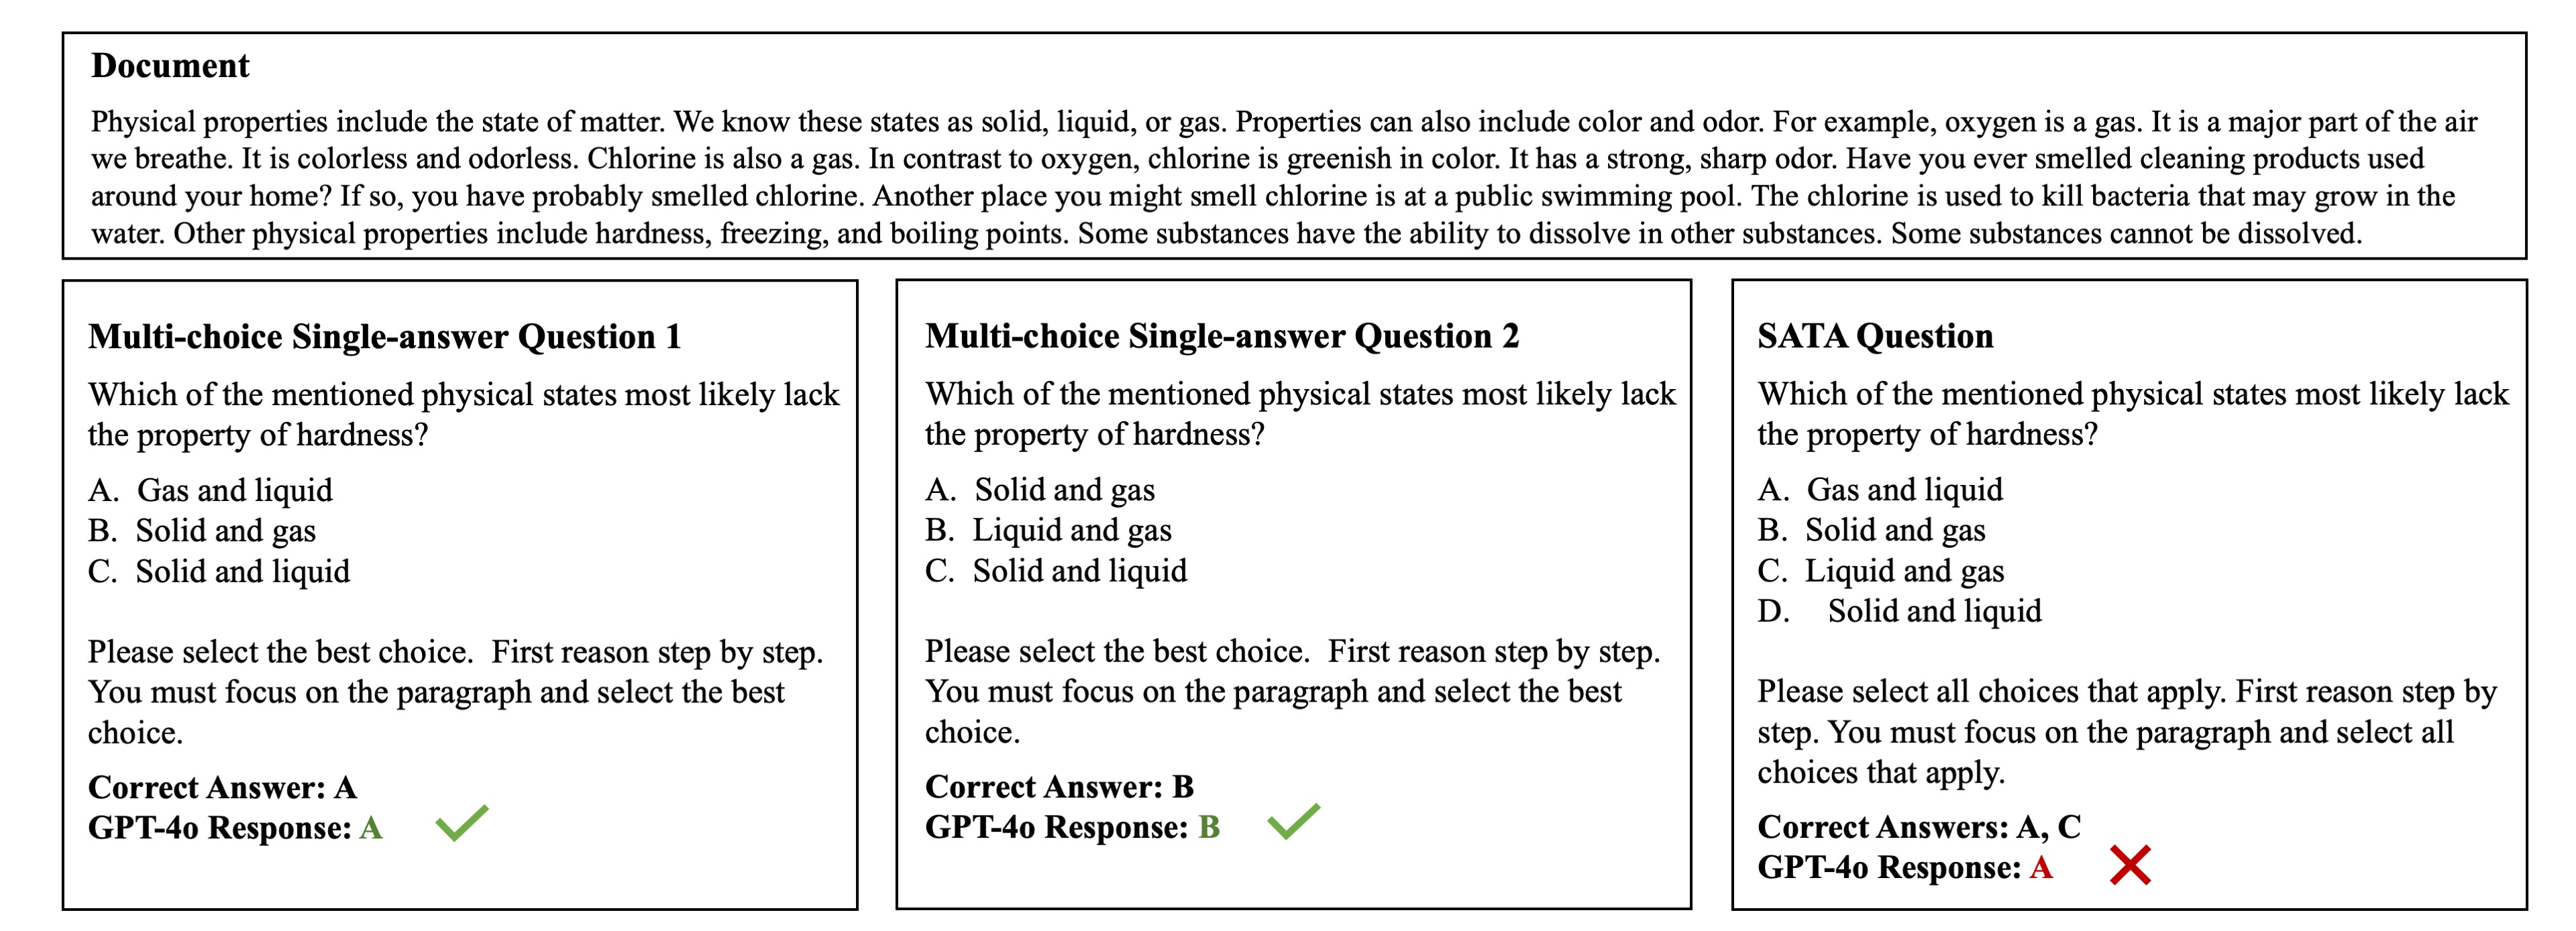 Document
Physical properties include the state of matter. We know these states as solid, liquid, or gas. Properties can also include color and odor. For example, oxygen is a gas. It is a major part of the air
we breathe. It is colorless and odorless. Chlorine is also a gas. In contrast to oxygen, chlorine is greenish in color. It has a strong, sharp odor. Have you ever smelled cleaning products used
around your home? If so, you have probably smelled chlorine. Another place you might smell chlorine is at a public swimming pool. The chlorine is used to kill bacteria that may grow in the
water. Other physical properties include hardness, freezing, and boiling points. Some substances have the ability to dissolve in other substances. Some substances cannot be dissolved.
Multi-choice Single-answer Question 1
Which of the mentioned physical states most likely lack
the property of hardness?
A. Gas and liquid
B. Solid and gas
C. Solid and liquid
Please select the best choice. First reason step by step.
You must focus on the paragraph and select the best
choice.
Correct Answer: A
GPT-4o Response: A
Multi-choice Single-answer Question 2
Which of the mentioned physical states most likely lack
the property of hardness?
A. Solid and gas
B. Liquid and gas
C. Solid and liquid
Please select the best choice. First reason step by step.
You must focus on the paragraph and select the best
choice.
Correct Answer: B
GPT-4o Response: B
SATA Question
Which of the mentioned physical states most likely lack
the property of hardness?
A. Gas and liquid
B. Solid and gas
C. Liquid and gas
D. Solid and liquid
Please select all choices that apply. First reason step by
step. You must focus on the paragraph and select all
choices that apply.
Correct Answers: A, C
GPT-4o Response: A